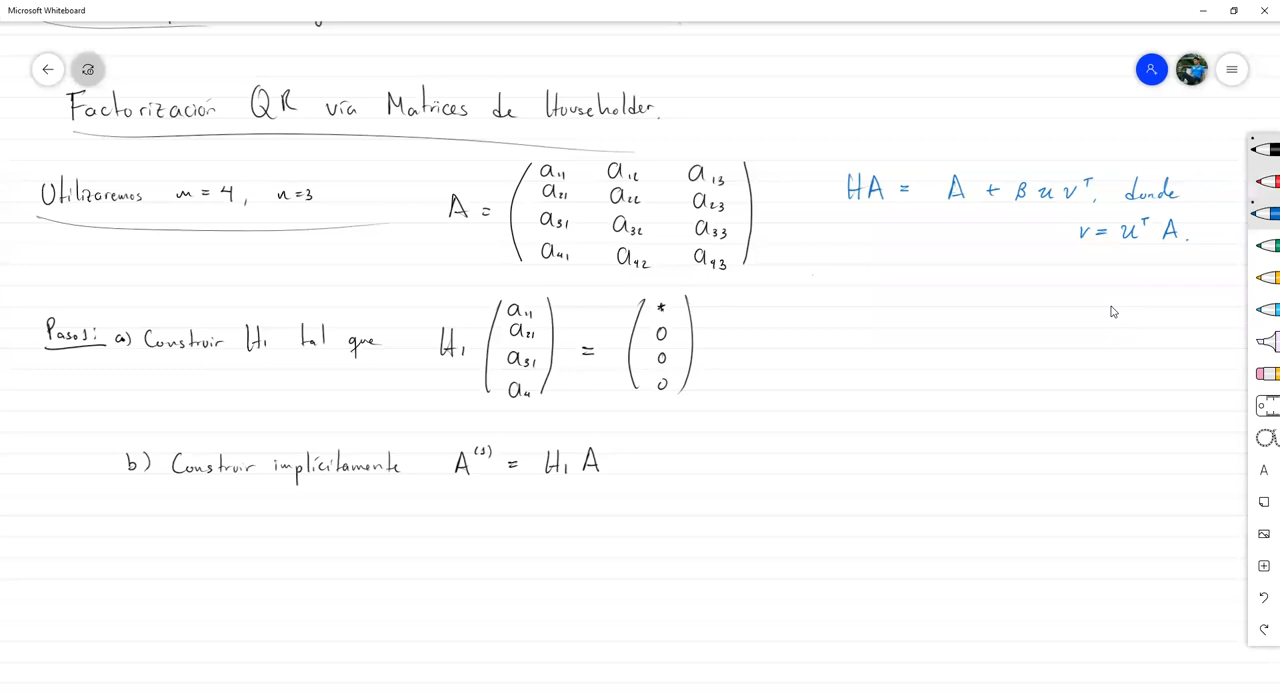 Microsoft Whiteboard
Factorización QR vía Matrices de Householder.
Utilizaremos m = 4, n = 3
A = ( a11 a12 a13
a21 a22 a23
a31 a32 a33
a41 a42 a43 )
HA = A + β u vᵀ, donde
v = uᵀ A.
Paso 1: a) Construir H1 tal que H1 ( a11 a21 a31 a41 ) = ( * 0 0 0 )
b) Construir implícitamente A⁽¹⁾ = H1 A
A